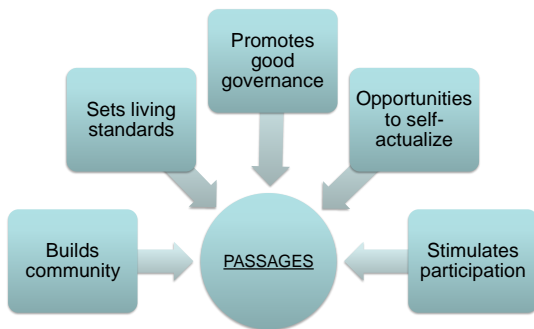 Promotes
good
governance
Sets living
standards
Opportunities
to self-
actualize
Builds
community
PASSAGES
Stimulates
participation